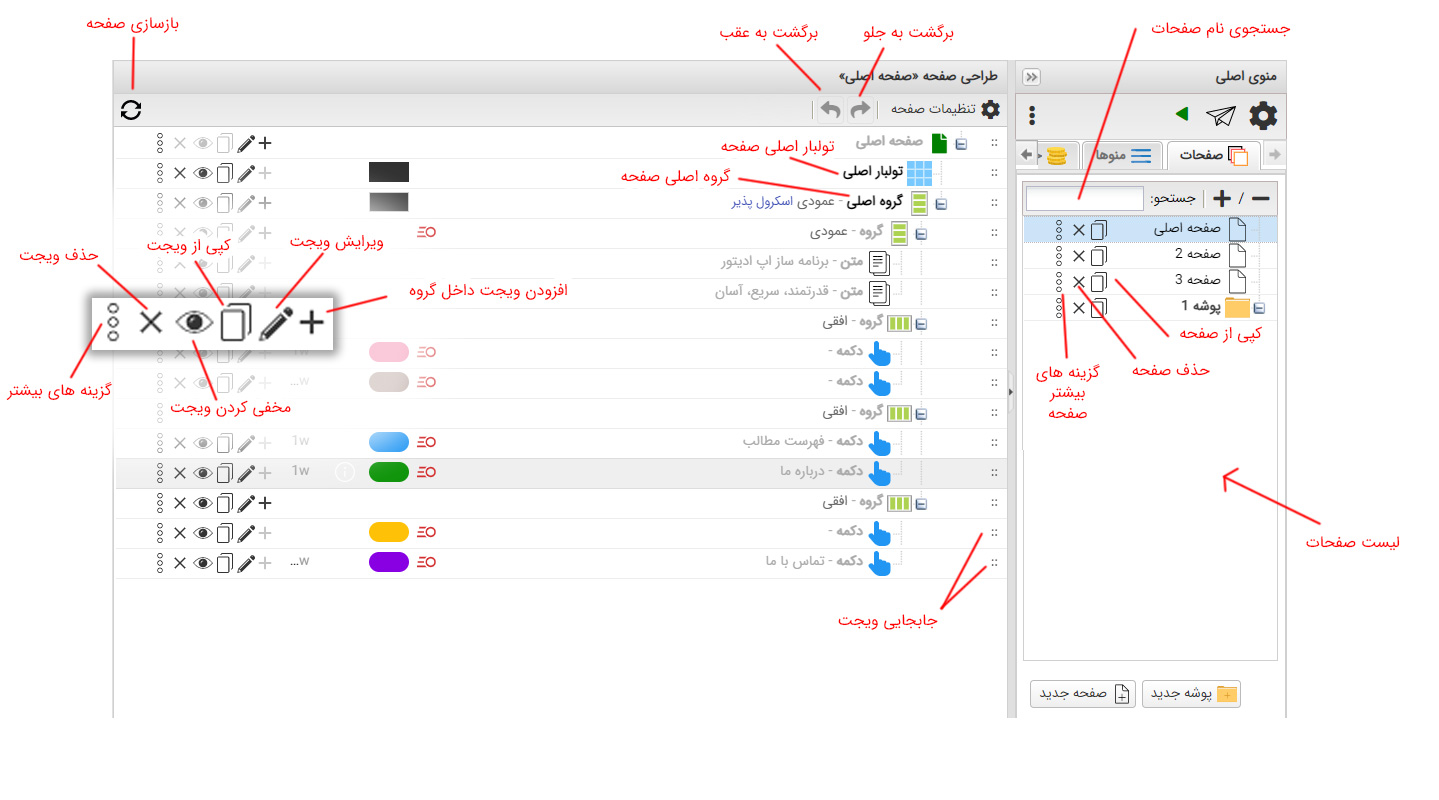 بازسازی صفحه
برگشت به عقب
برگشت به جلو
جستجوی نام صفحات
منوی اصلی
طراحی صفحه «صفحه اصلی»
تنظیمات صفحه
صفحات
منوها
جستجو:
/
صفحه اصلی
صفحه 2
صفحه 3
پوشه 1
کپی از صفحه
حذف صفحه
گزینه های
بیشتر
صفحه
لیست صفحات
پوشه جدید
صفحه جدید
صفحه اصلی
تولبار اصلی صفحه
تولبار اصلی
گروه اصلی صفحه
گروه اصلی - عمودی اسکرول پذیر
گروه - عمودی
ویرایش ویجت
کپی از ویجت
حذف ویجت
متن - برنامه ساز اپ ادیتور
متن - قدرتمند، سریع، آسان
افزودن ویجت داخل گروه
گروه - افقی
دکمه -
1w
دکمه -
...w
گزینه های بیشتر
مخفی کردن ویجت
گروه - افقی
دکمه - فهرست مطالب
1w
دکمه - درباره ما
1w
گروه - افقی
دکمه -
دکمه - تماس با ما
...w
جابجایی ویجت